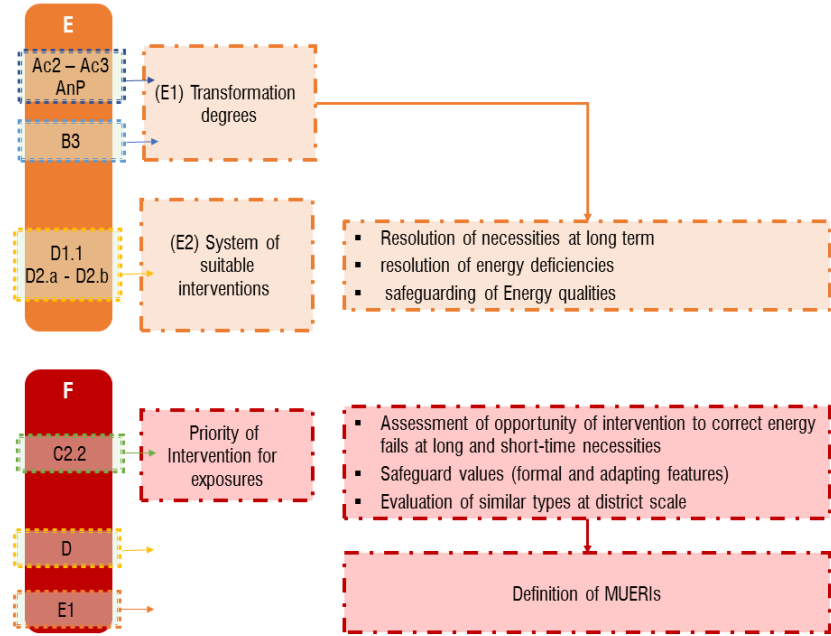 E
Ac2 – Ac3
AnP
B3
(E1) Transformation
degrees
D1.1
D2.a - D2.b
(E2) System of
suitable
interventions
▪ Resolution of necessities at long term
▪ resolution of energy deficiencies
▪ safeguarding of Energy qualities
F
C2.2
Priority of
Intervention for
exposures
▪ Assessment of opportunity of intervention to correct energy
fails at long and short-time necessities
▪ Safeguard values (formal and adapting features)
▪ Evaluation of similar types at district scale
D
E1
Definition of MUERIs